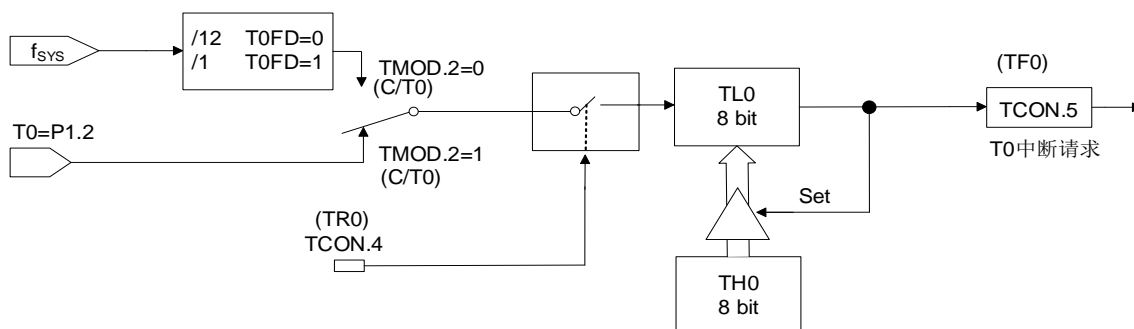 fSYS
/12 T0FD=0
/1 T0FD=1
TMOD.2=0
(C/T0)
T0=P1.2
TMOD.2=1
(C/T0)
(TR0)
TCON.4
TL0
8 bit
Set
TH0
8 bit
(TF0)
TCON.5
T0中断请求